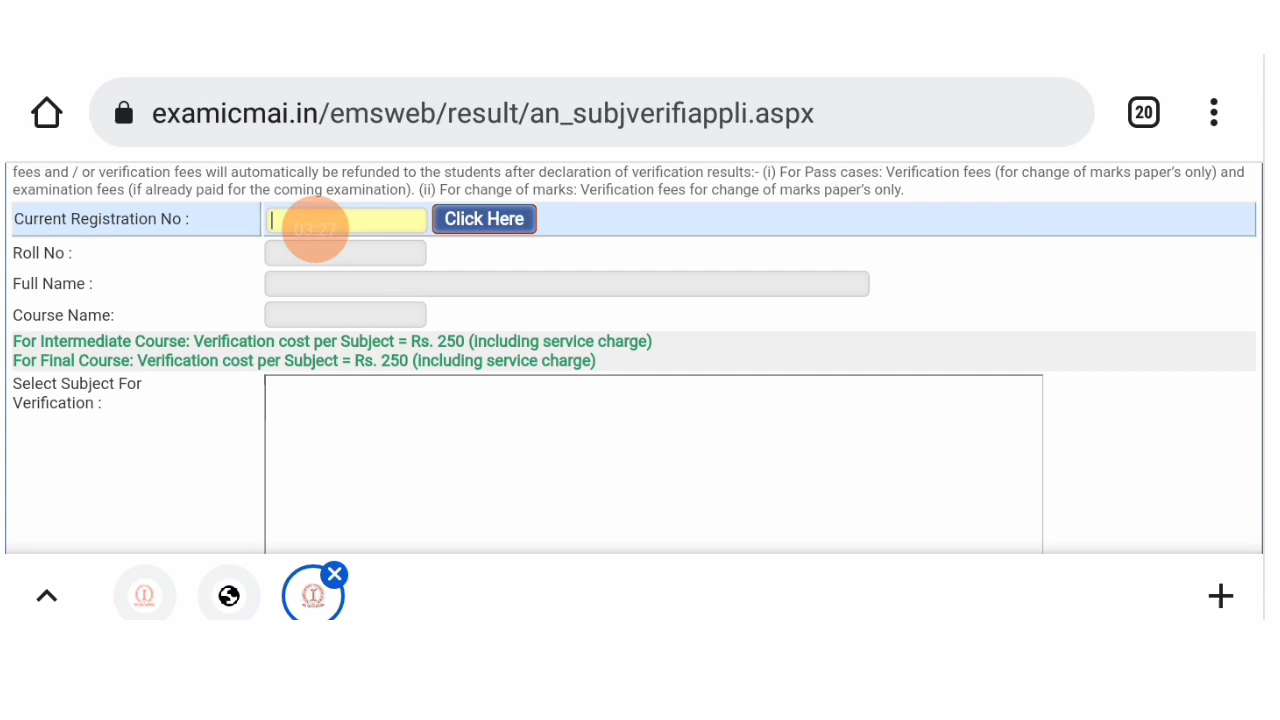 examicmai.in/emsweb/result/an_subjverifiappli.aspx
20
fees and / or verification fees will automatically be refunded to the students after declaration of verification results:- (i) For Pass cases: Verification fees (for change of marks paper's only) and
examination fees (if already paid for the coming examination). (ii) For change of marks: Verification fees for change of marks paper's only.
Current Registration No :
03:27
Click Here
Roll No :
Full Name :
Course Name:
For Intermediate Course: Verification cost per Subject = Rs. 250 (including service charge)
For Final Course: Verification cost per Subject = Rs. 250 (including service charge)
Select Subject For
Verification :